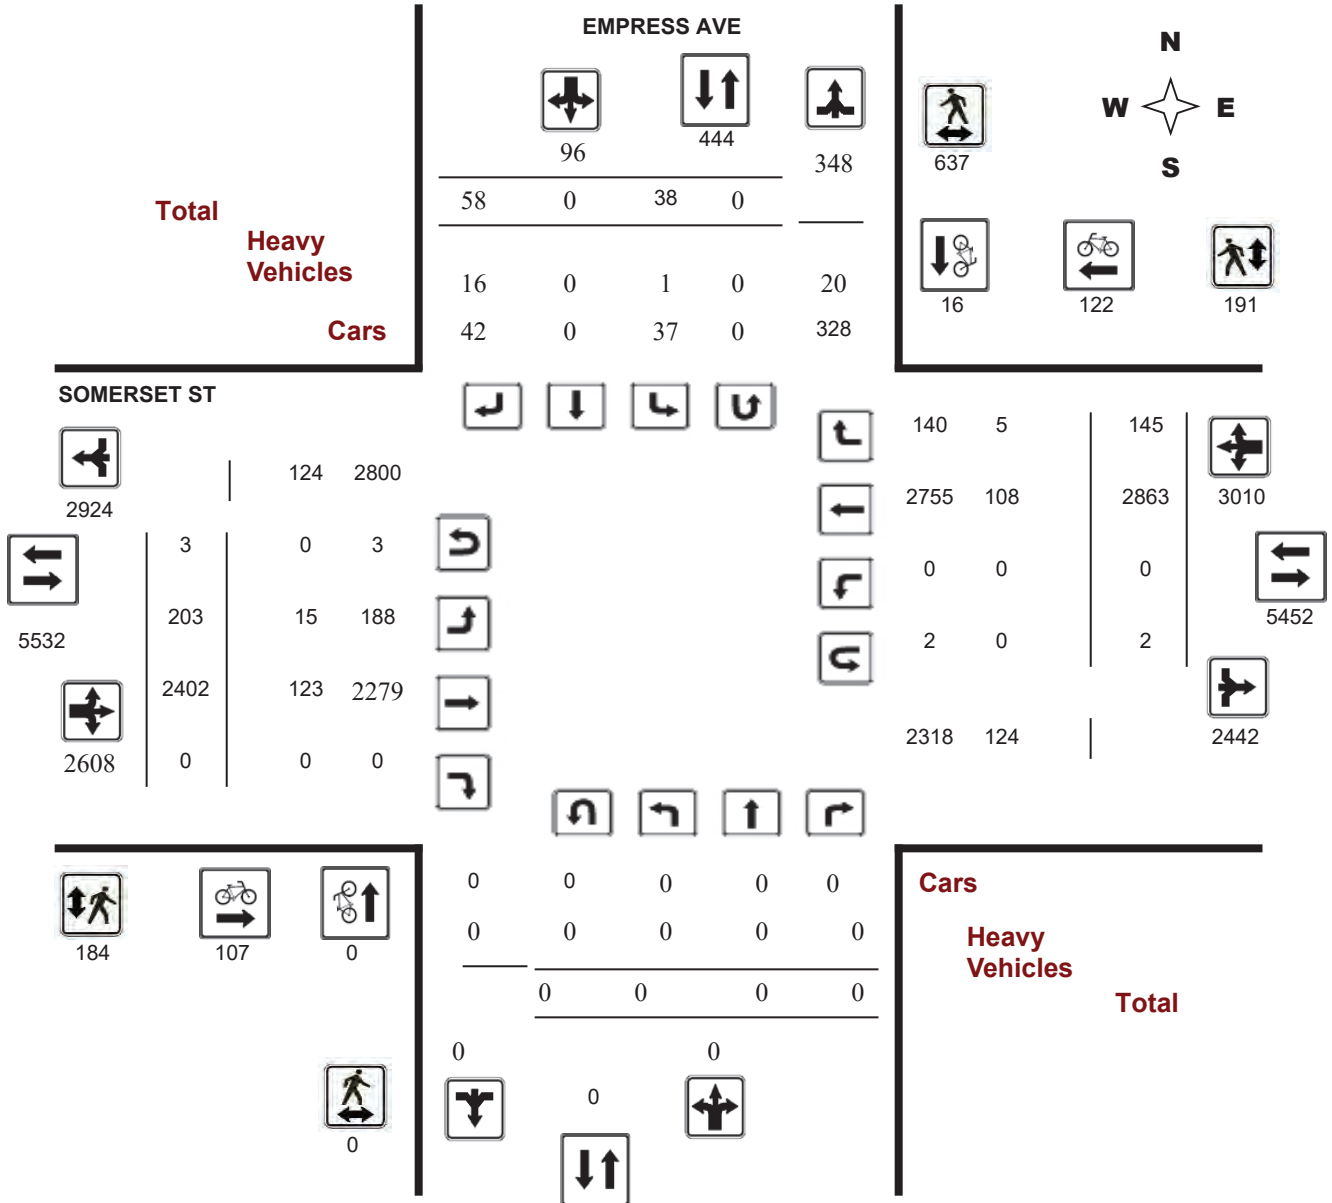 EMPRESS AVE
N
W E
S
96
444
348
637
58 0 38 0
Total
Heavy
Vehicles
16 0 1 0 20
16 122 191
Cars
42 0 37 0 328
SOMERSET ST
140 5 145
124 2800
2924
2755 108 2863 3010
3 0 3
0 0 0
203 15 188
5532
5452
2 0 2
2402 123 2279
2318 124 2442
2608 0 0 0
0 0 0 0 0
Cars
0 0 0 0 0
Heavy
Vehicles
184 107 0
0 0 0 0
Total
0 0
0
0